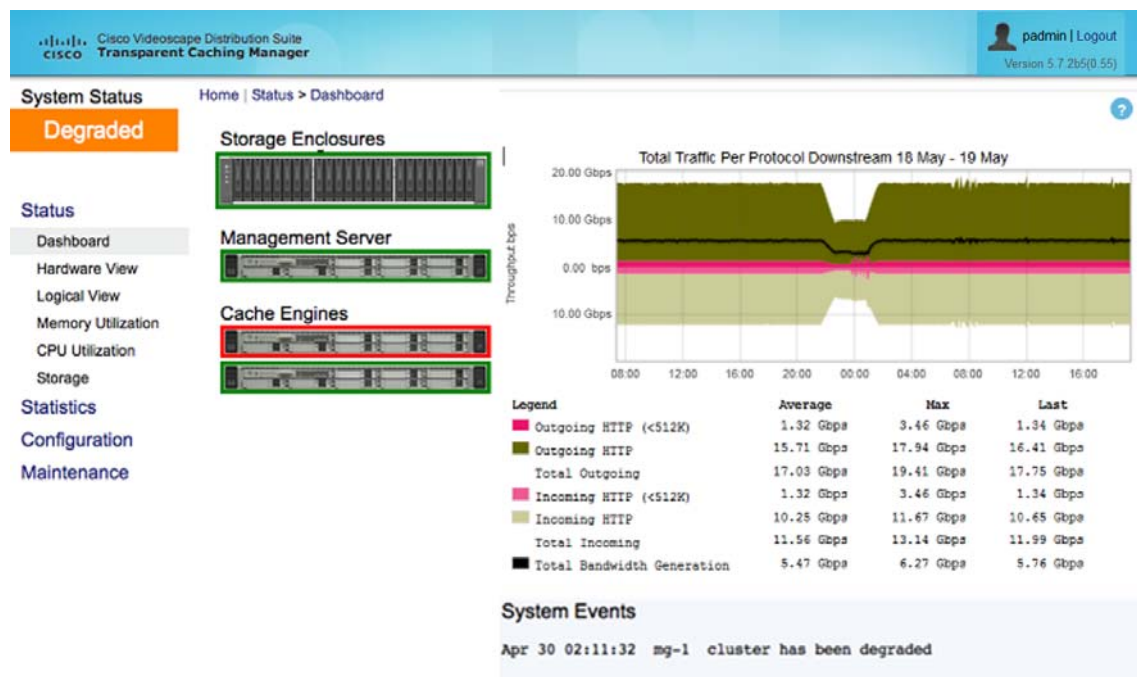 cisco
Cisco Videoscape Distribution Suite
Transparent Caching Manager
padmin | Logout
Version 5.7.2b5(0.55)
System Status
Degraded
Status
Dashboard
Hardware View
Logical View
Memory Utilization
CPU Utilization
Storage
Statistics
Configuration
Maintenance
Home | Status > Dashboard
Storage Enclosures
Management Server
Cache Engines
?
Total Traffic Per Protocol Downstream 18 May - 19 May
Throughput bps
20.00 Gbps
10.00 Gbps
0.00 bps
10.00 Gbps
08:00 12:00 16:00 20:00 00:00 04:00 08:00 12:00 16:00
Legend Average Max Last
Outgoing HTTP (<512K) 1.32 Gbps 3.46 Gbps 1.34 Gbps
Outgoing HTTP 15.71 Gbps 17.94 Gbps 16.41 Gbps
Total Outgoing 17.03 Gbps 19.41 Gbps 17.75 Gbps
Incoming HTTP (<512K) 1.32 Gbps 3.46 Gbps 1.34 Gbps
Incoming HTTP 10.25 Gbps 11.67 Gbps 10.65 Gbps
Total Incoming 11.56 Gbps 13.14 Gbps 11.99 Gbps
Total Bandwidth Generation 5.47 Gbps 6.27 Gbps 5.76 Gbps
System Events
Apr 30 02:11:32 mg-1 cluster has been degraded